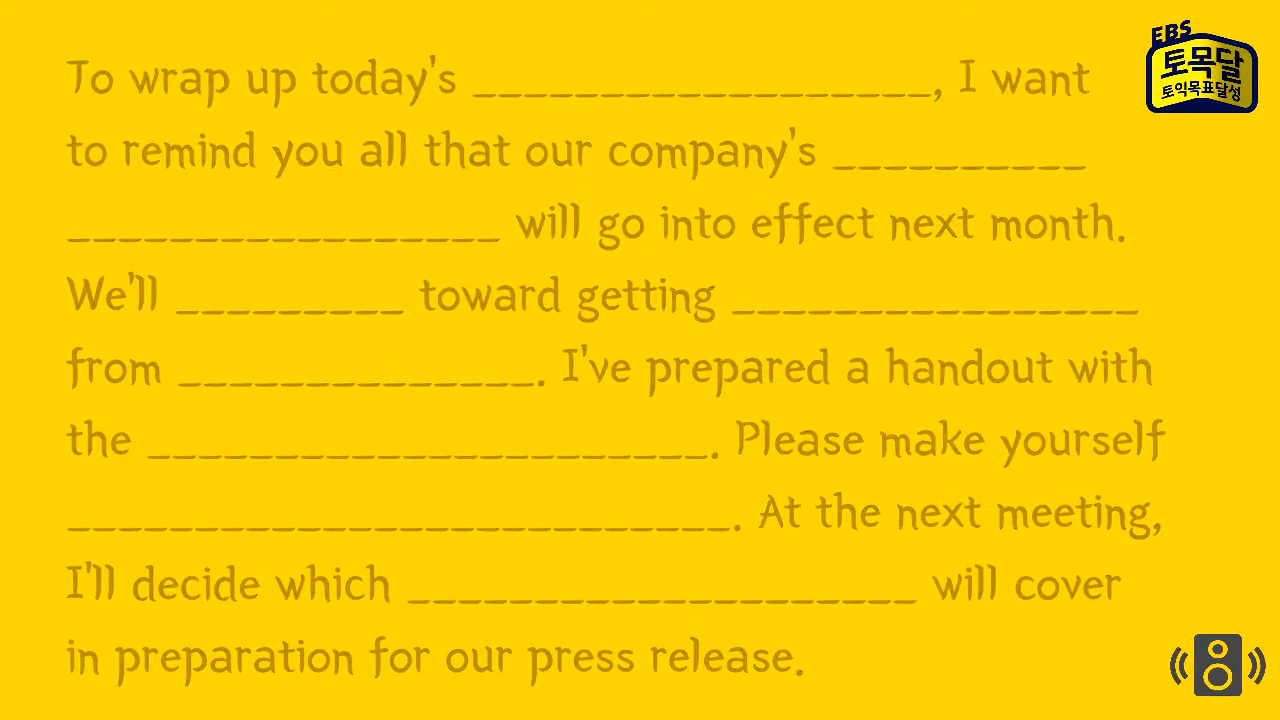 To wrap up today's __________________, I want
to remind you all that our company's __________
_________________ will go into effect next month.
We'll _________ toward getting ________________
from ______________. I've prepared a handout with
the ______________________. Please make yourself
__________________________. At the next meeting,
I'll decide which ____________________ will cover
in preparation for our press release.
EBS
토목달
토익목표달성